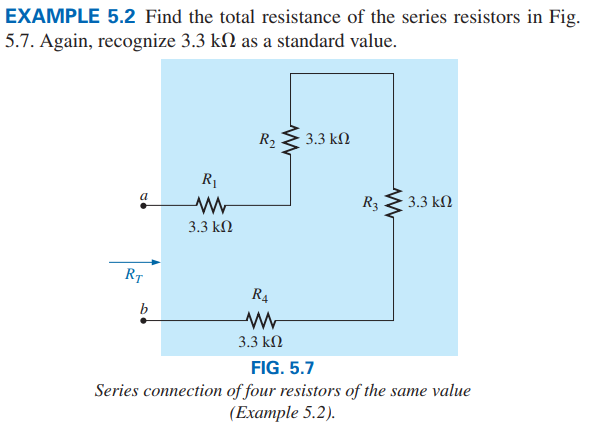 EXAMPLE 5.2 Find the total resistance of the series resistors in Fig.
5.7. Again, recognize 3.3 kΩ as a standard value.
R₂ 3.3 kΩ
R₁
a
3.3 kΩ
R₃ 3.3 kΩ
R_T
R₄
b
3.3 kΩ
FIG. 5.7
Series connection of four resistors of the same value
(Example 5.2).